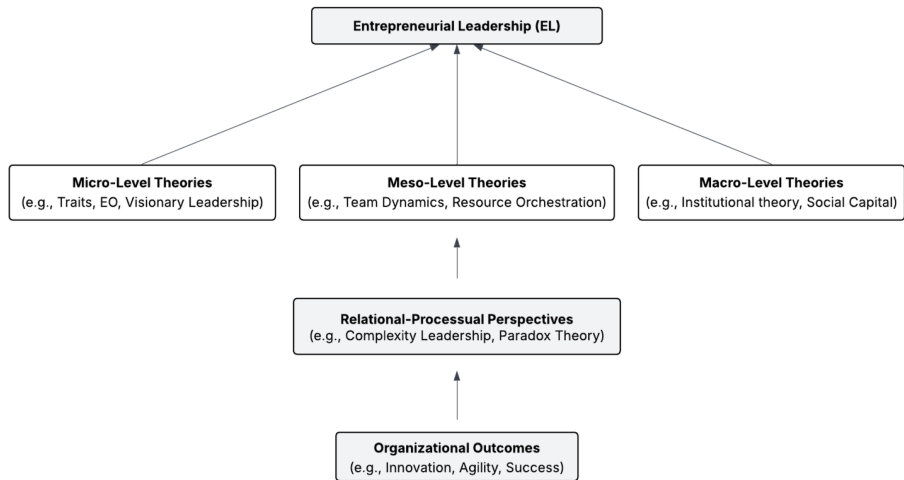 Entrepreneurial Leadership (EL)
Micro-Level Theories
(e.g., Traits, EO, Visionary Leadership)
Meso-Level Theories
(e.g., Team Dynamics, Resource Orchestration)
Macro-Level Theories
(e.g., Institutional theory, Social Capital)
Relational-Processual Perspectives
(e.g., Complexity Leadership, Paradox Theory)
Organizational Outcomes
(e.g., Innovation, Agility, Success)